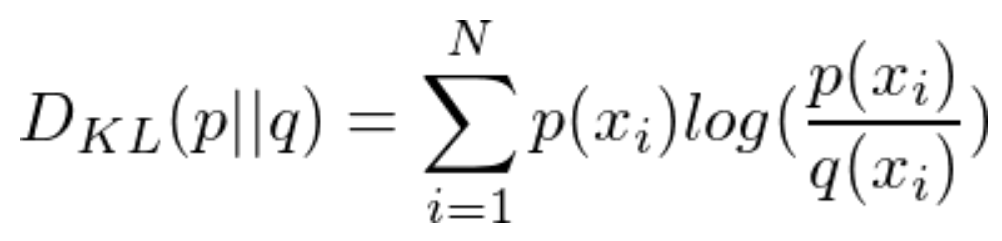 D_{KL}(p||q) = \sum_{i=1}^{N} p(x_i)log(\frac{p(x_i)}{q(x_i)})